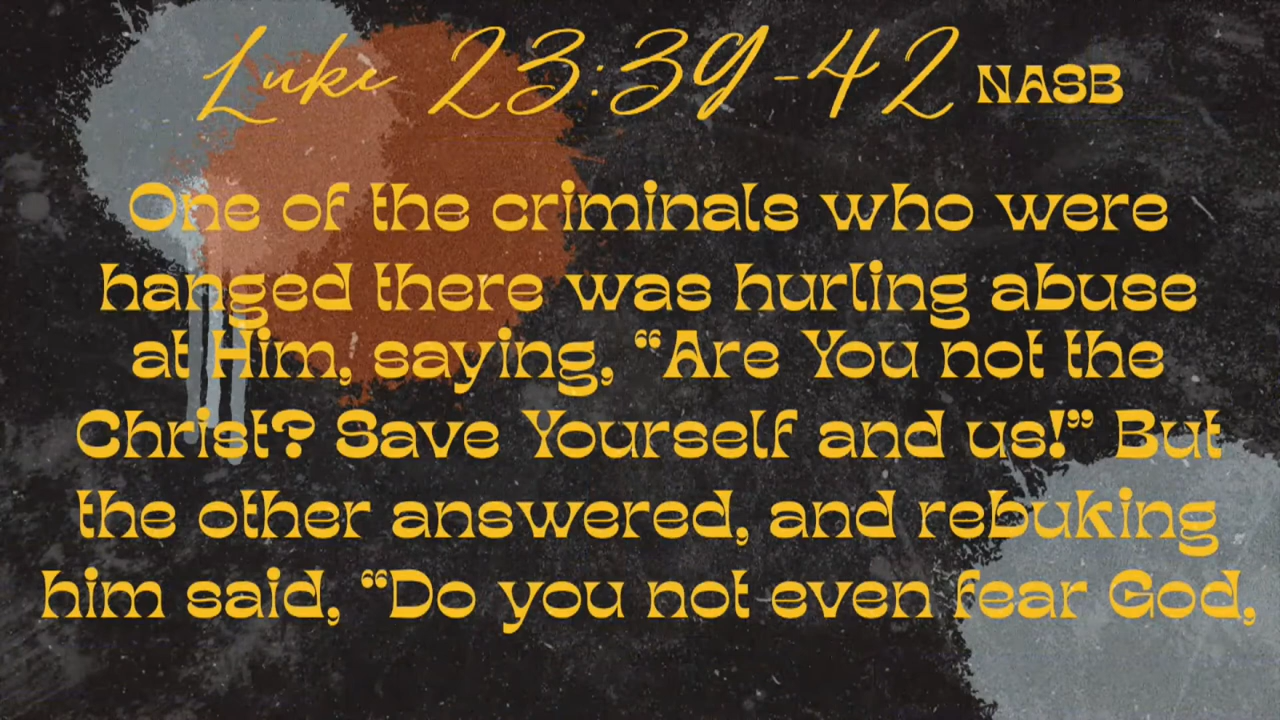 Luke 23:39-42 NASB
One of the criminals who were
hanged there was hurling abuse
at Him, saying, “Are You not the
Christ? Save Yourself and us!” But
the other answered, and rebuking
him said, “Do you not even fear God,